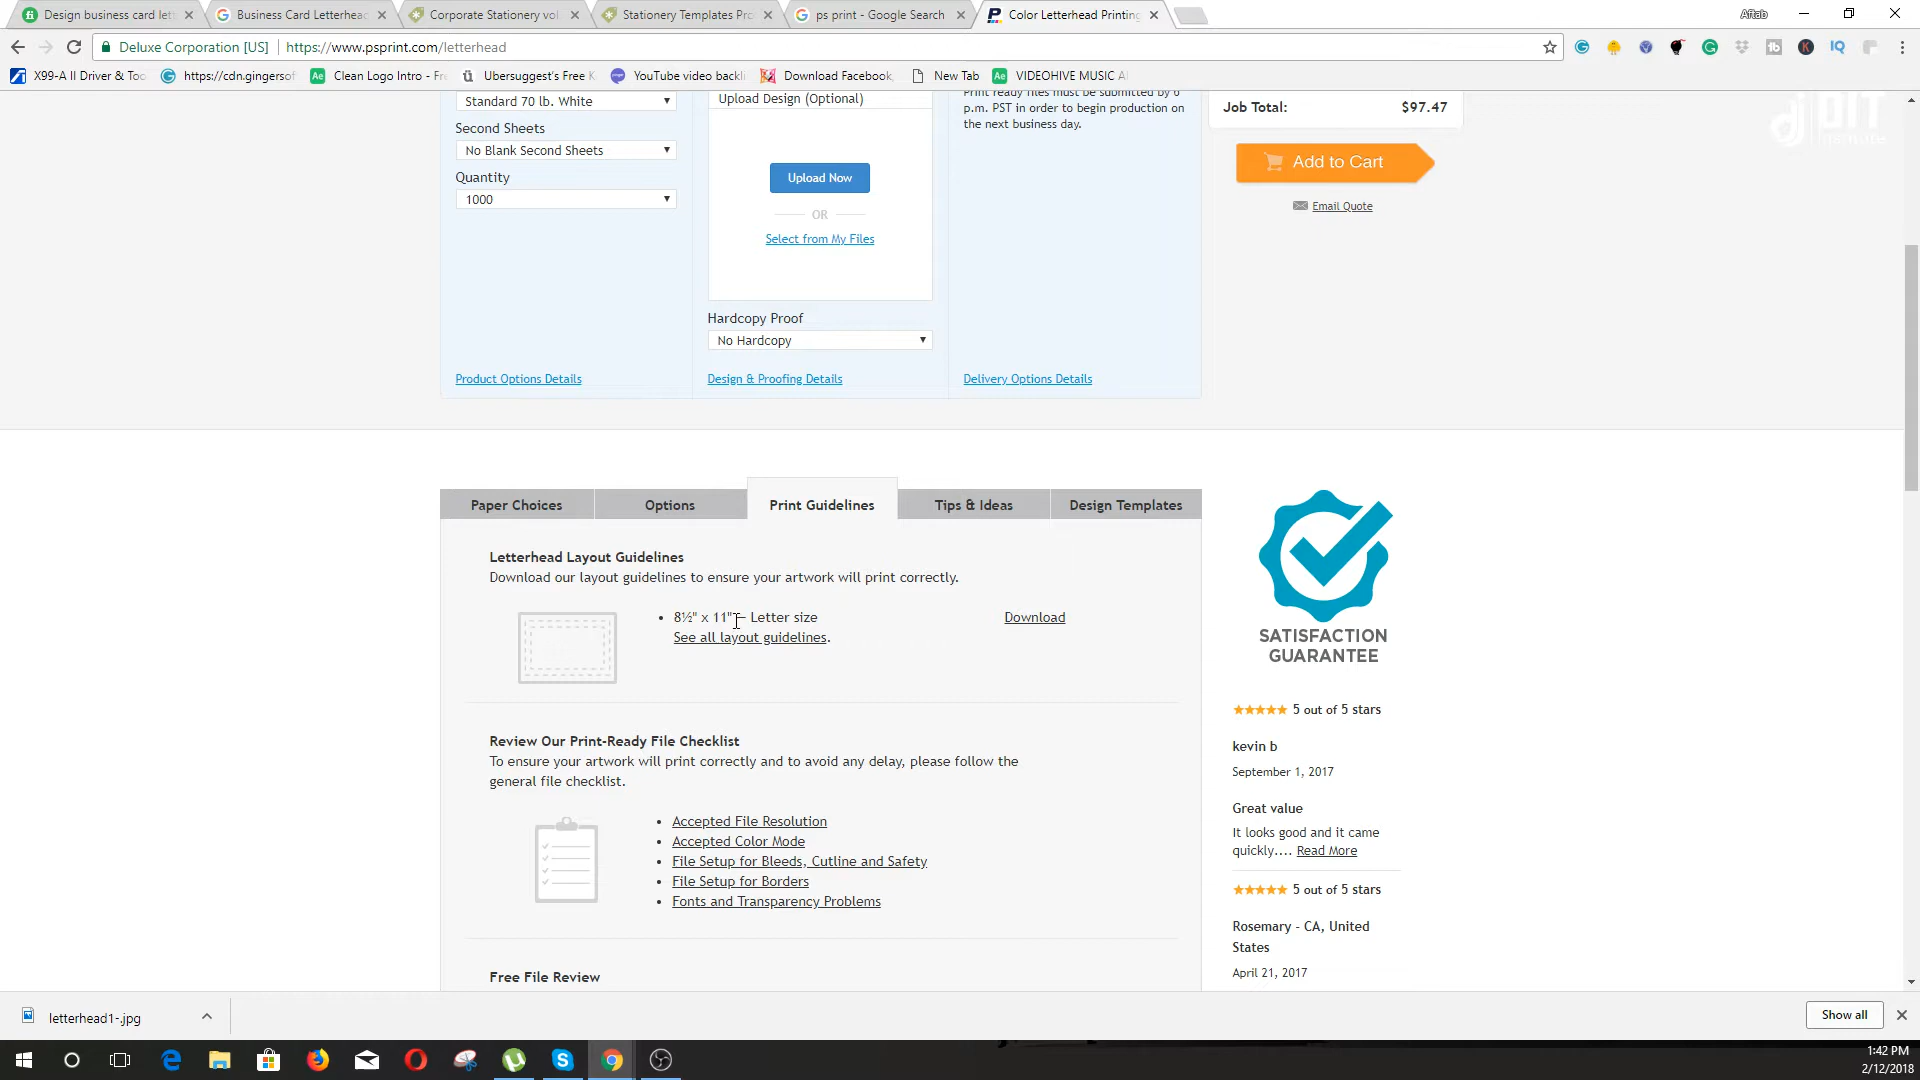 Design business card lett
Business Card Letterhead
Corporate Stationery vol
Stationery Templates Pro
ps print - Google Search
Color Letterhead Printing
Aftab
Deluxe Corporation [US]
https://www.psprint.com/letterhead
X99-A II Driver & Too
https://cdn.gingersof
Clean Logo Intro - Fre
Ubersuggest's Free K
YouTube video backli
Download Facebook
New Tab
VIDEOHIVE MUSIC A
Standard 70 lb. White
Second Sheets
No Blank Second Sheets
Quantity
1000
Product Options Details
Upload Design (Optional)
Upload Now
OR
Select from My Files
Hardcopy Proof
No Hardcopy
Design & Proofing Details
Print ready files must be submitted by 6
p.m. PST in order to begin production on
the next business day.
Delivery Options Details
Job Total: $97.47
Add to Cart
Email Quote
Paper Choices
Options
Print Guidelines
Tips & Ideas
Design Templates
Letterhead Layout Guidelines
Download our layout guidelines to ensure your artwork will print correctly.
• 8½" x 11" – Letter size Download
See all layout guidelines.
Review Our Print-Ready File Checklist
To ensure your artwork will print correctly and to avoid any delay, please follow the
general file checklist.
• Accepted File Resolution
• Accepted Color Mode
• File Setup for Bleeds, Cutline and Safety
• File Setup for Borders
• Fonts and Transparency Problems
Free File Review
SATISFACTION
GUARANTEE
5 out of 5 stars
kevin b
September 1, 2017
Great value
It looks good and it came
quickly.... Read More
5 out of 5 stars
Rosemary - CA, United
States
April 21, 2017
letterhead1-.jpg
Show all
1:42 PM
2/12/2018